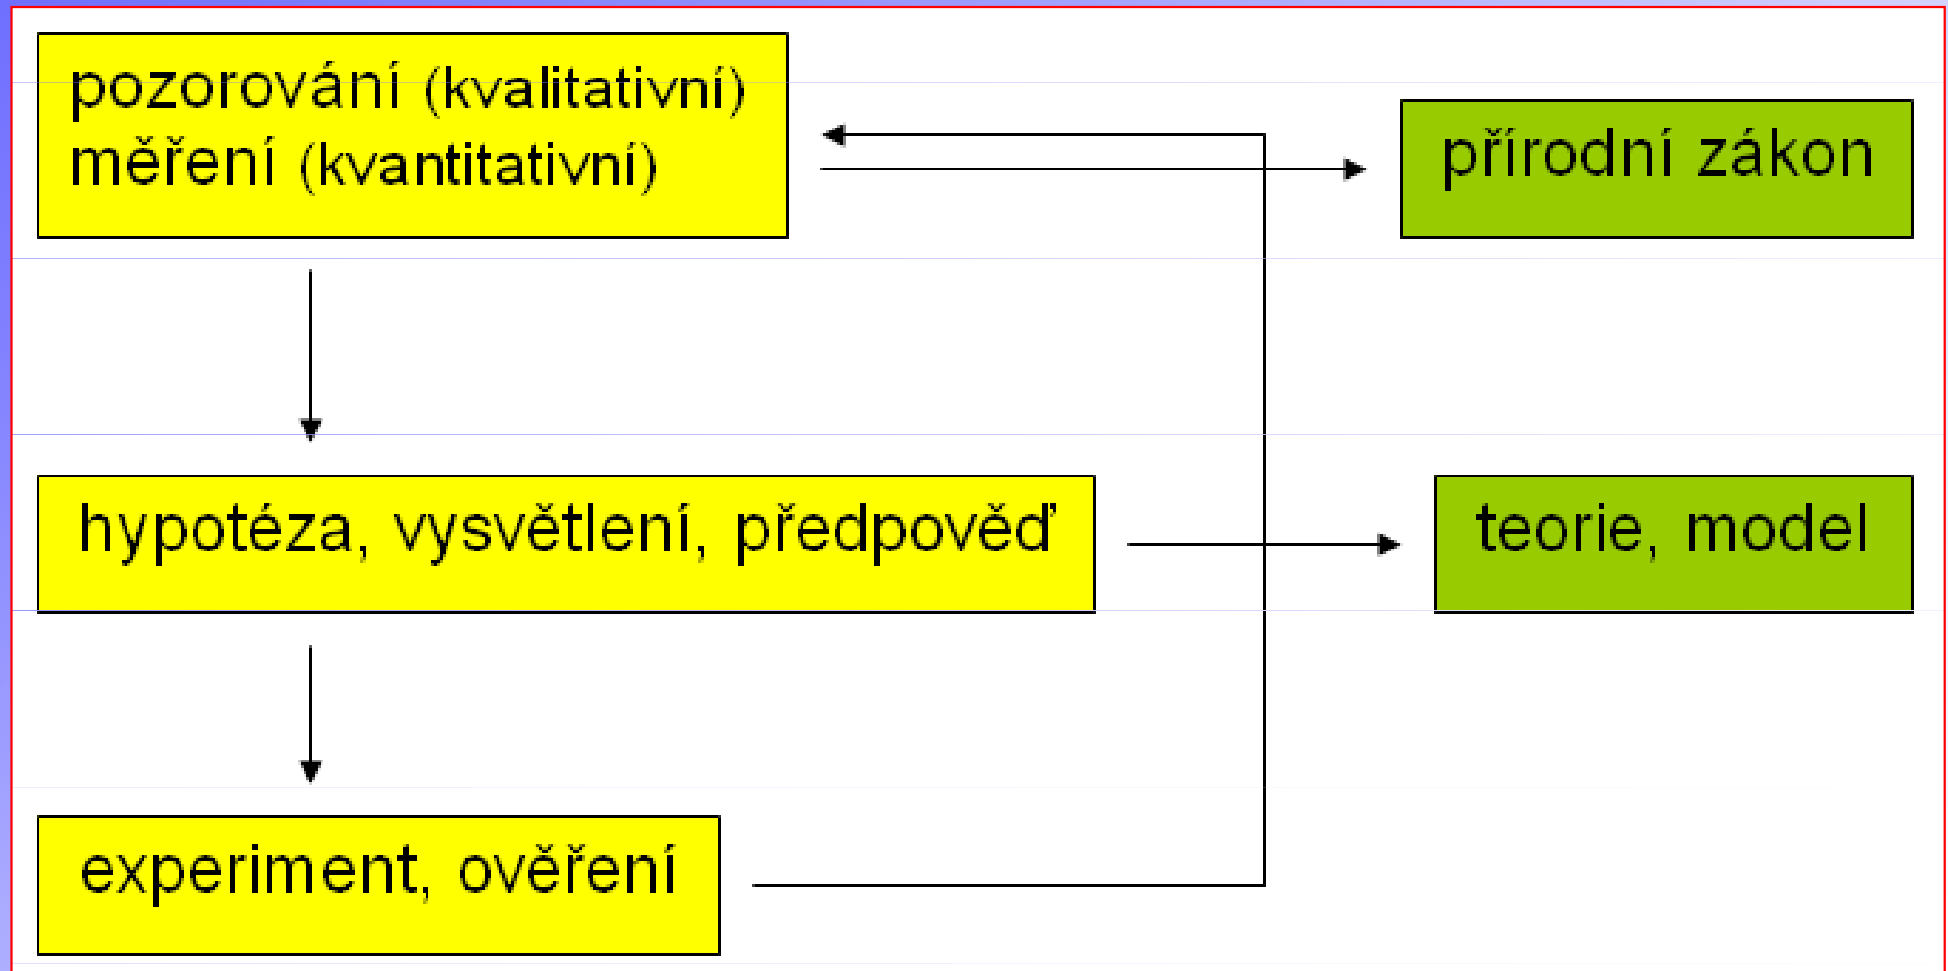 pozorování (kvalitativní)
měření (kvantitativní)
přírodní zákon
hypotéza, vysvětlení, předpověď
teorie, model
experiment, ověření